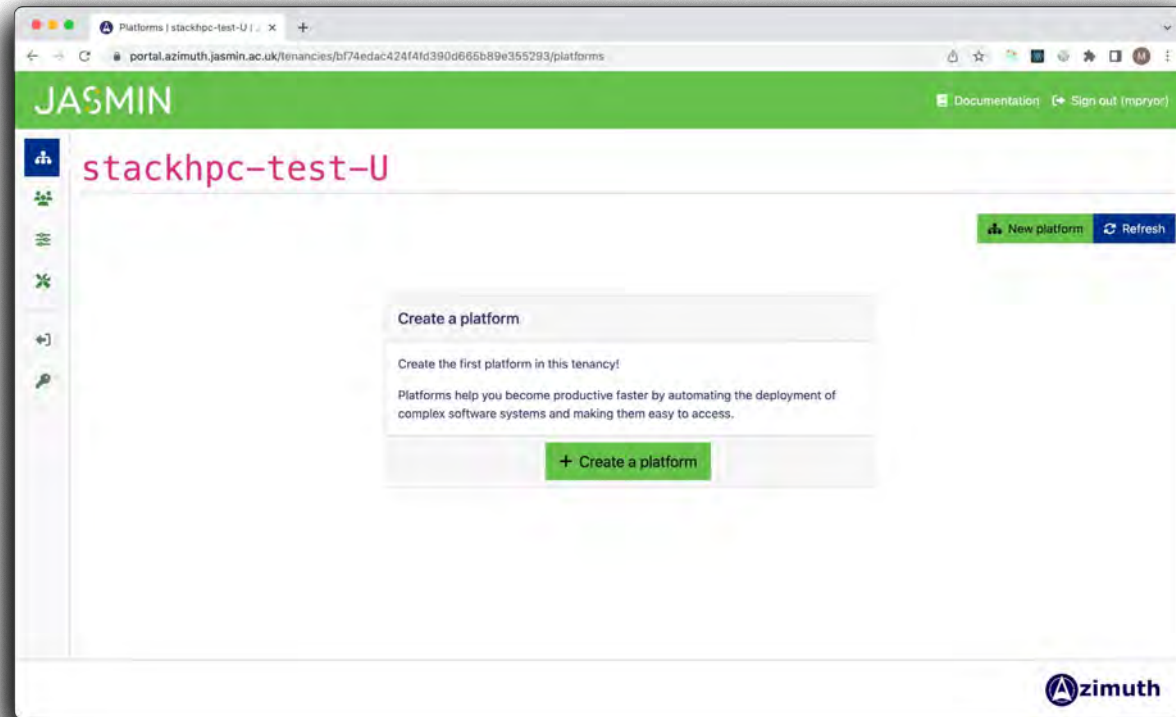 Platforms | stackhpc-test-U | ..
portal.azimuth.jasmin.ac.uk/tenancies/bf74edac424f4fd390d665b89e355293/platforms
M
JASMIN
Documentation
Sign out (mpryor)
stackhpc-test-U
New platform
Refresh
Create a platform
Create the first platform in this tenancy!
Platforms help you become productive faster by automating the deployment of
complex software systems and making them easy to access.
+ Create a platform
Azimuth